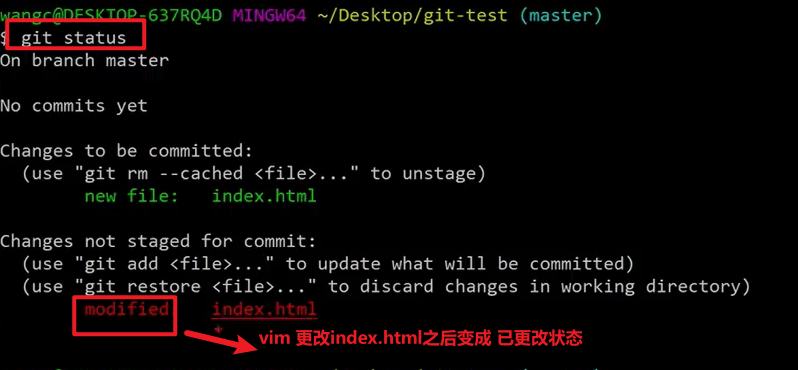 wangc@DESKTOP-637RQ4D MINGW64 ~/Desktop/git-test (master)
$ git status
On branch master
No commits yet
Changes to be committed:
(use "git rm --cached <file>..." to unstage)
new file: index.html
Changes not staged for commit:
(use "git add <file>..." to update what will be committed)
(use "git restore <file>..." to discard changes in working directory)
modified index.html
vim 更改index.html之后变成 已更改状态